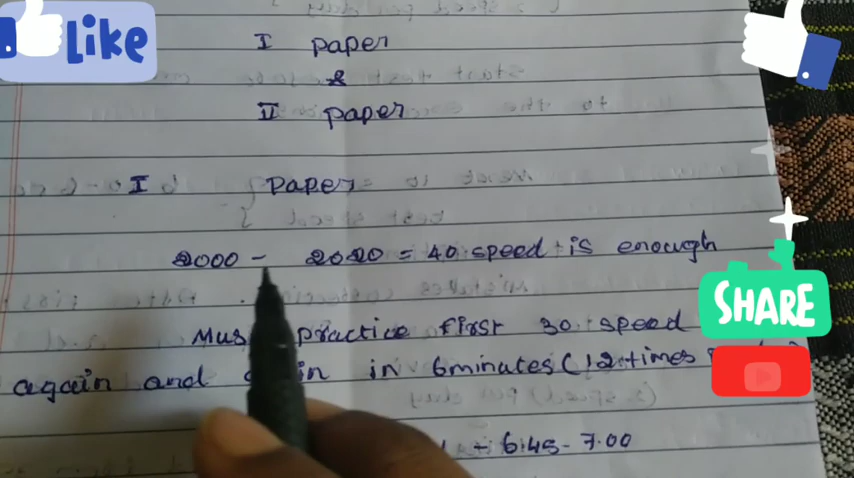 Like
I paper
&
II paper
I paper
2000 - 2020 = 40 speed is enough
SHARE
practice first 30 speed
again and in 6minutes (12 times
- 6.45 - 7.00